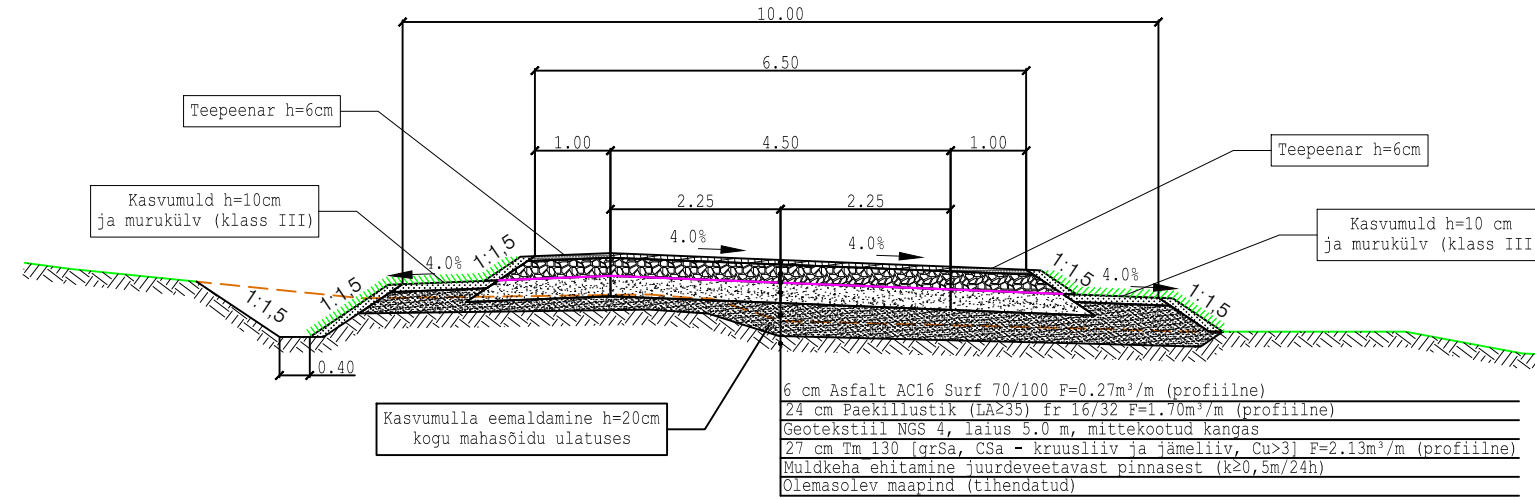 10.00
6.50
Teepeenar h=6cm
1.00
4.50
1.00
Teepeenar h=6cm
Kasvumuld h=10cm
ja murukülv (klass III)
2.25
2.25
Kasvumuld h=10 cm
ja murukülv (klass III
4.0%
1:1,5
4.0%
4.0%
1:1,5
4.0%
1:1,5
1:1,5
1:1,5
0.40
Kasvumulla eemaldamine h=20cm
kogu mahasõidu ulatuses
6 cm Asfalt AC16 Surf 70/100 F=0.27m³/m (profiilne)
24 cm Paekillustik (LA≥35) fr 16/32 F=1.70m³/m (profiilne)
Geotekstiil NGS 4, laius 5.0 m, mittekootud kangas
27 cm Tm_130 [grSa, CSa - kruusliiv ja jämeliiv, Cu>3] F=2.13m³/m (profiilne)
Muldkeha ehitamine juurdeveetavast pinnasest (k≥0,5m/24h)
Olemasolev maapind (tihendatud)